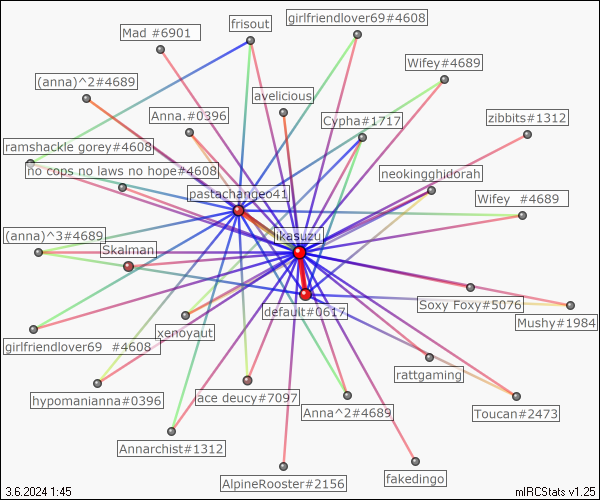 girlfriendlover69#4608
frisout
Mad #6901
Wifey#4689
(anna)^2#4689
avelicious
Anna.#0396
Cypha#1717
zibbits#1312
ramshackle gorey#4608
no cops no laws no hope#4608
neokingghidorah
pastachangeo41
Wifey  #4689
(anna)^3#4689
likasuzu
Skalman
Soxy Foxy#5076
default#0617
Mushy#1984
xenoyaut
girlfriendlover69  #4608
rattgaming
hypomanianna#0396
ace deucy#7097
Anna^2#4689
Toucan#2473
Annarchist#1312
AlpineRooster#2156
fakedingo
3.6.2024 1:45
mIRCStats v1.25